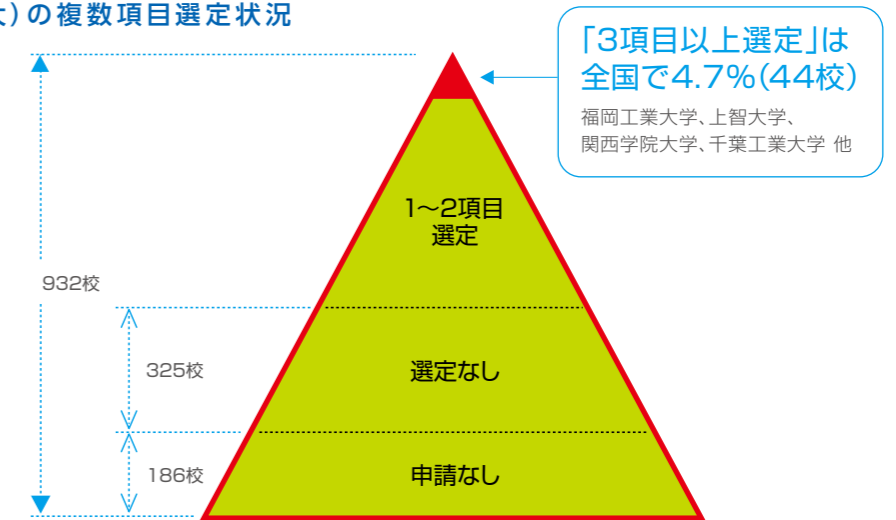 )の複数項目選定状況
「3項目以上選定」は
全国で4.7%(44校)
福岡工業大学、上智大学、
関西学院大学、千葉工業大学 他
1〜2項目
選定
932校
325校
選定なし
186校
申請なし